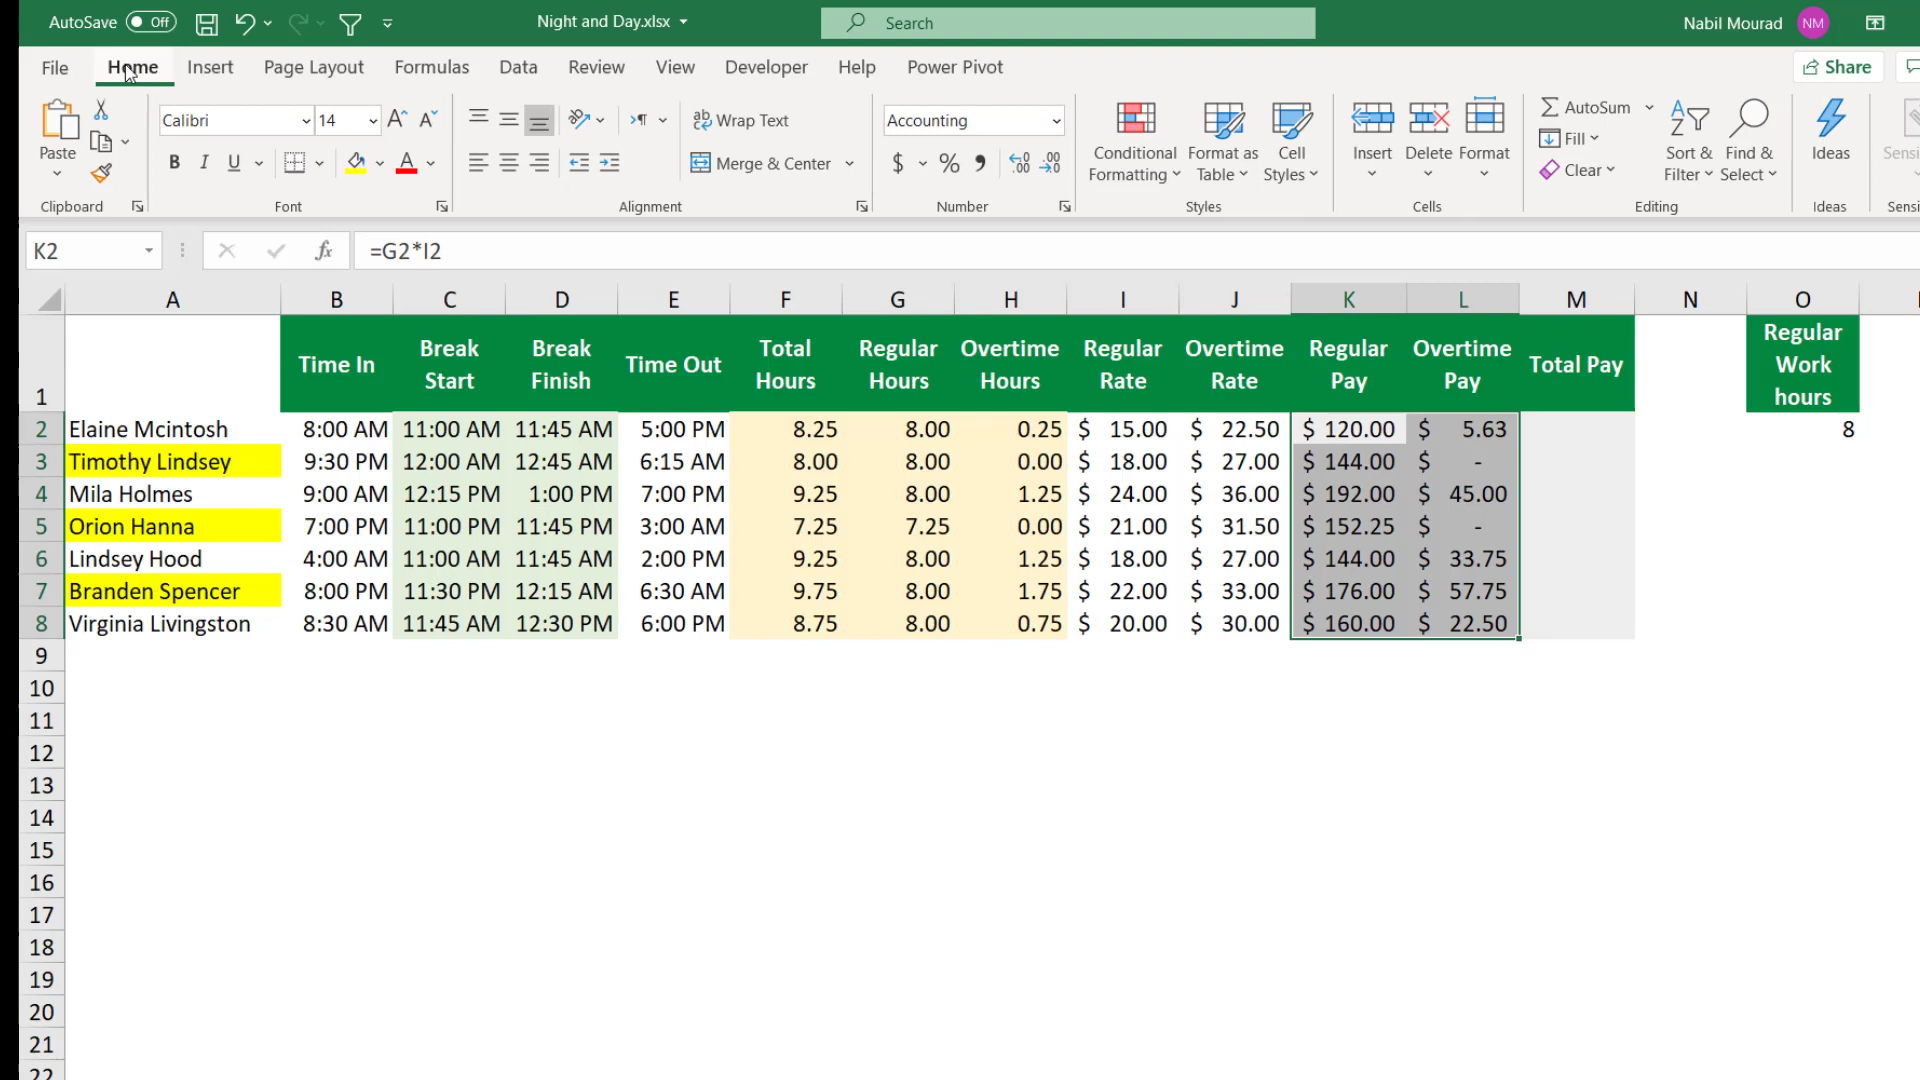 AutoSave Off Night and Day.xlsx Search Nabil Mourad NM
File Home Insert Page Layout Formulas Data Review View Developer Help Power Pivot Share
Paste
Clipboard
Calibri 14
B I U A
Font
Wrap Text
Merge & Center
Alignment
Accounting
$ % 9 .00
Number
Conditional Formatting
Format as Table
Cell Styles
Styles
Insert Delete Format
Cells
AutoSum
Fill
Clear
Sort & Filter
Find & Select
Editing
Ideas
Ideas
Sensi
Sensi
K2 fx =G2*I2
A B C D E F G H I J K L M N O
1 Time In Break Start Break Finish Time Out Total Hours Regular Hours Overtime Hours Regular Rate Overtime Rate Regular Pay Overtime Pay Total Pay Regular Work hours
2 Elaine Mcintosh 8:00 AM 11:00 AM 11:45 AM 5:00 PM 8.25 8.00 0.25 $ 15.00 $ 22.50 $ 120.00 $ 5.63 8
3 Timothy Lindsey 9:30 PM 12:00 AM 12:45 AM 6:15 AM 8.00 8.00 0.00 $ 18.00 $ 27.00 $ 144.00 $ -
4 Mila Holmes 9:00 AM 12:15 PM 1:00 PM 7:00 PM 9.25 8.00 1.25 $ 24.00 $ 36.00 $ 192.00 $ 45.00
5 Orion Hanna 7:00 PM 11:00 PM 11:45 PM 3:00 AM 7.25 7.25 0.00 $ 21.00 $ 31.50 $ 152.25 $ -
6 Lindsey Hood 4:00 AM 11:00 AM 11:45 AM 2:00 PM 9.25 8.00 1.25 $ 18.00 $ 27.00 $ 144.00 $ 33.75
7 Branden Spencer 8:00 PM 11:30 PM 12:15 AM 6:30 AM 9.75 8.00 1.75 $ 22.00 $ 33.00 $ 176.00 $ 57.75
8 Virginia Livingston 8:30 AM 11:45 AM 12:30 PM 6:00 PM 8.75 8.00 0.75 $ 20.00 $ 30.00 $ 160.00 $ 22.50
9
10
11
12
13
14
15
16
17
18
19
20
21
22